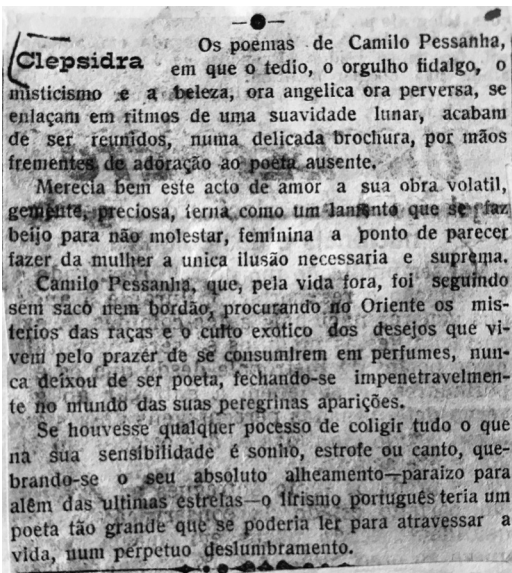 Clepsidra
Os poemas de Camilo Pessanha,
em que o tedio, o orgulho fidalgo, o
misticismo e a beleza, ora angelica ora perversa, se
enlaçam em ritmos de uma suavidade lunar, acabam
de ser reunidos, numa delicada brochura, por mãos
frementes de adoração ao poeta ausente.
Merecia bem este acto de amor a sua obra volatil,
gemente, preciosa, terna como um lamento que se faz
beijo para não molestar, feminina a ponto de parecer
fazer da mulher a unica ilusão necessaria e suprema.
Camilo Pessanha, que, pela vida fora, foi seguindo
sem saco nem bordão, procurando no Oriente os mis-
terios das raças e o culto exotico dos desejos que vi-
vem pelo prazer de se consumirem em perfumes, nun-
ca deixou de ser poeta, fechando-se impenetravelmen-
te no mundo das suas peregrinas aparições.
Se houvesse qualquer pocesso de coligir tudo o que
na sua sensibilidade é sonho, estrofe ou canto, que-
brando-se o seu absoluto alheamento—paraizo para
alêm das ultimas estrelas—o lirismo português teria um
poeta tão grande que se poderia ler para atravessar a
vida, num perpetuo deslumbramento.